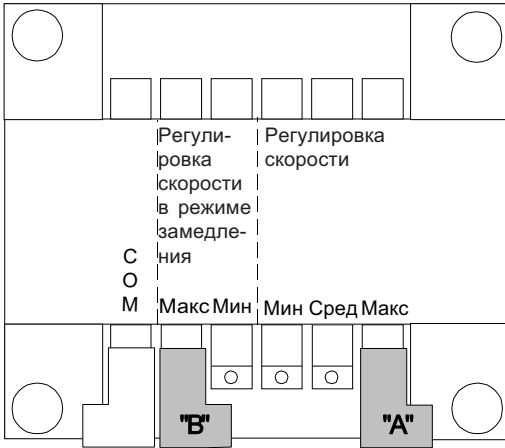 Регули-
ровка
скорости
в режиме
замедле-
ния
Регулировка
скорости
С
О
М
Макс Мин
Мин Сред Макс
"B"
"A"